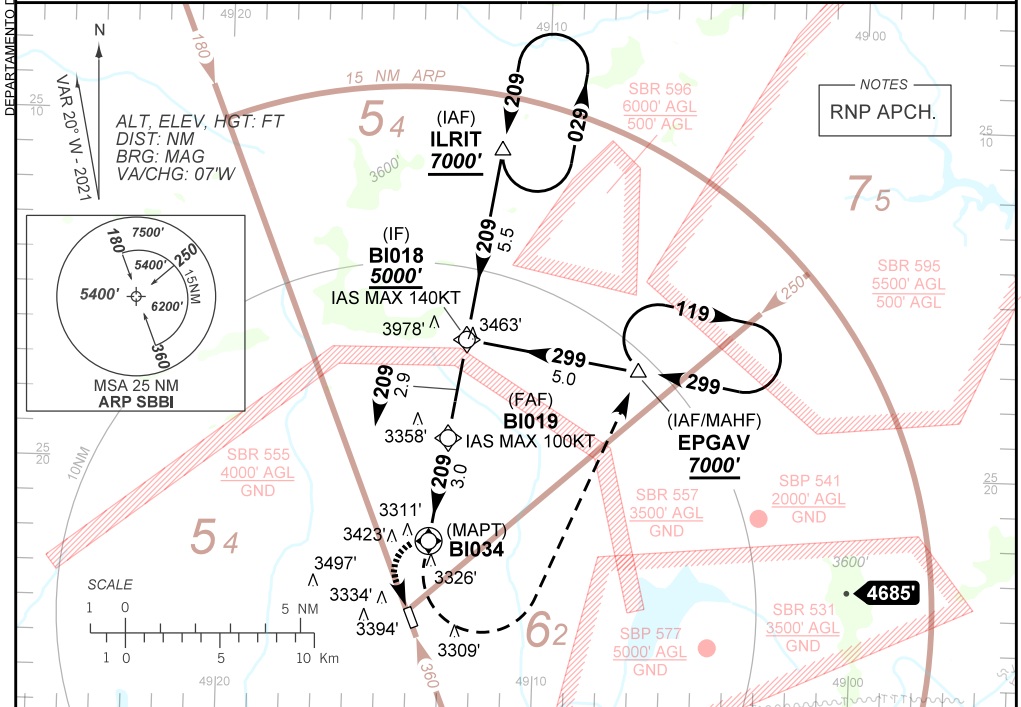 DEPARTAMENTO D
49 20
49 10
49 00
180
N
VAR 20° W - 2021
25
10
ALT, ELEV, HGT: FT
DIST: NM
BRG: MAG
VA/CHG: 07'W
15 NM ARP
5 4
3600'
209
029
(IAF)
ILRIT
7000'
SBR 596
6000' AGL
500' AGL
NOTES
RNP APCH.
25
10
7 5
7500'
180
250
5400'
15NM
5400'
6200'
360
MSA 25 NM
ARP SBBI
209
5.5
(IF)
BI018
5000'
IAS MAX 140KT
3978'
3463'
250
SBR 595
5500' AGL
500' AGL
119
299
5.0
299
209
2.9
(FAF)
BI019
IAS MAX 100KT
3358'
(IAF/MAHF)
EPGAV
7000'
25
20
10NM
SBR 555
4000' AGL
GND
209
3.0
SBR 557
3500' AGL
GND
SBP 541
2000' AGL
GND
25
20
5 4
3311'
3423'
(MAPT)
BI034
3497'
3326'
3334'
3394'
3309'
3600'
4685'
SCALE
1 0 5 NM
1 0 5 10 Km
6 2
SBP 577
5000' AGL
GND
SBR 531
3500' AGL
GND
360
49 20
49 10
49 00